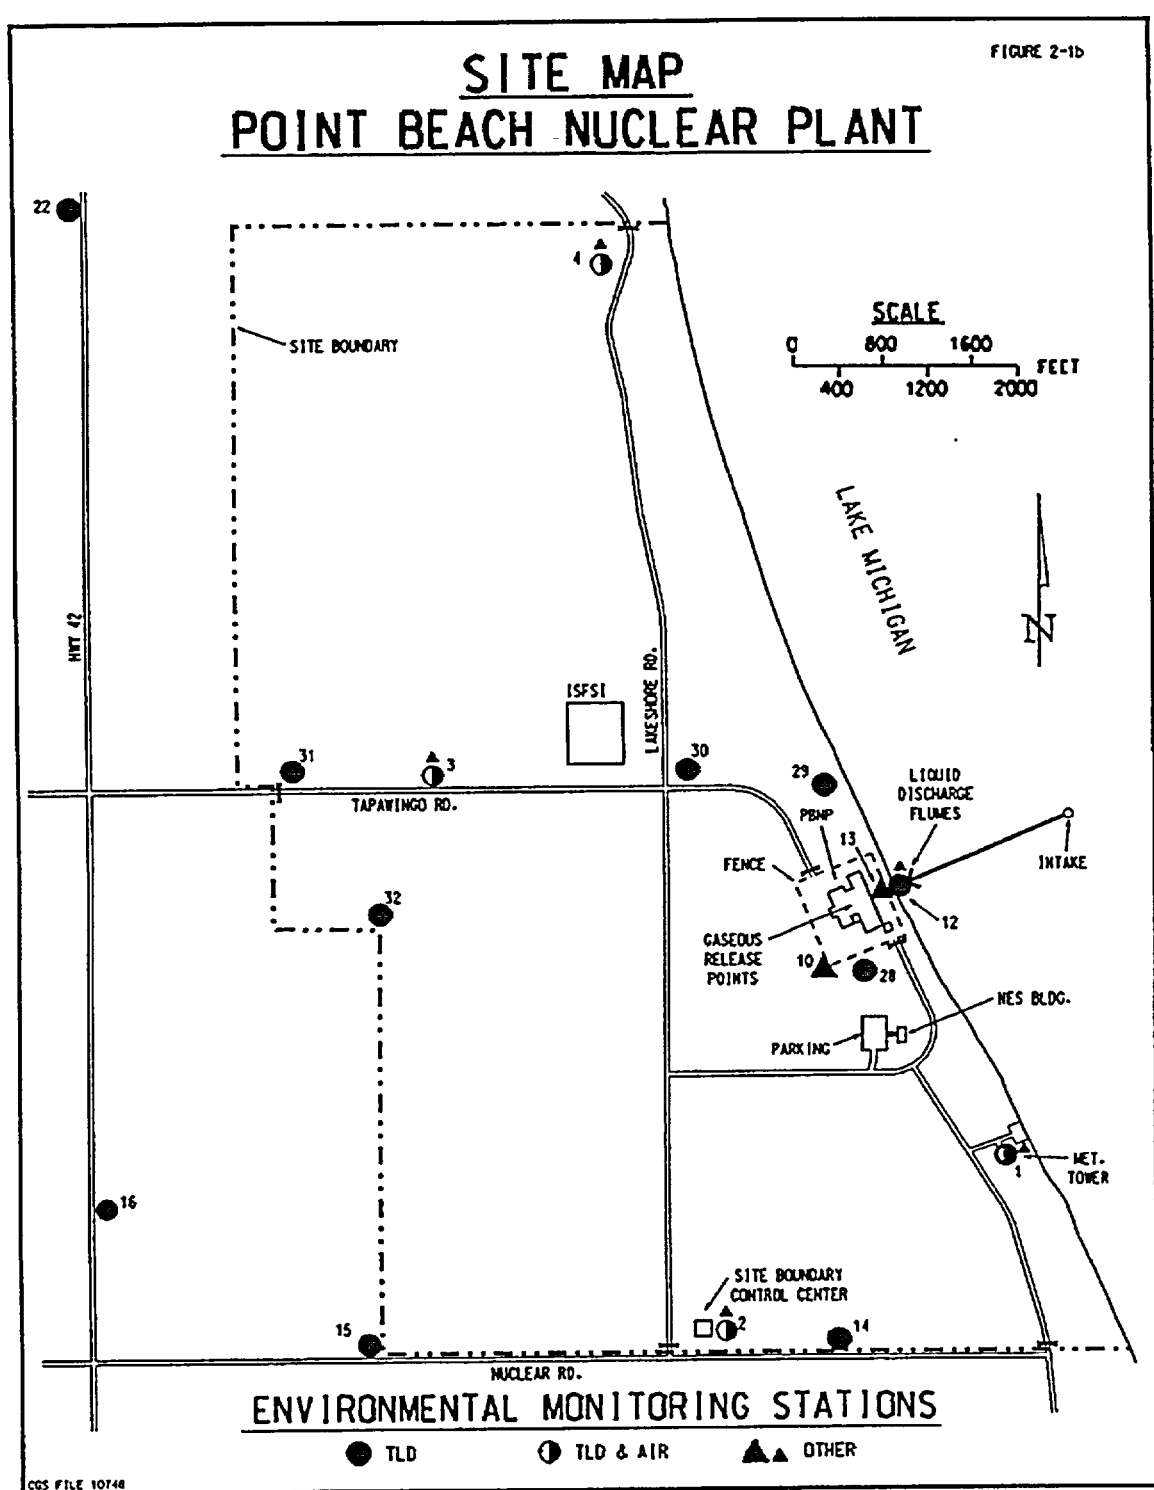 FIGURE 2-1b
SITE MAP
POINT BEACH NUCLEAR PLANT
22
4
SITE BOUNDARY
SCALE
0 800 1600
FEET
400 1200 2000
LAKE MICHIGAN
N
HWY 42
ISFSI
LAKESHORE RD.
31
3
30
29
TAPAWINGO RD.
LIQUID
DISCHARGE
FLUMES
PBNP
13
FENCE
INTAKE
32
12
GASEOUS
RELEASE
POINTS
10
28
NES BLDG.
PARKING
1
MET.
TOWER
16
SITE BOUNDARY
CONTROL CENTER
15
2
14
NUCLEAR RD.
ENVIRONMENTAL MONITORING STATIONS
TLD
TLD & AIR
OTHER
CGS FILE 10746